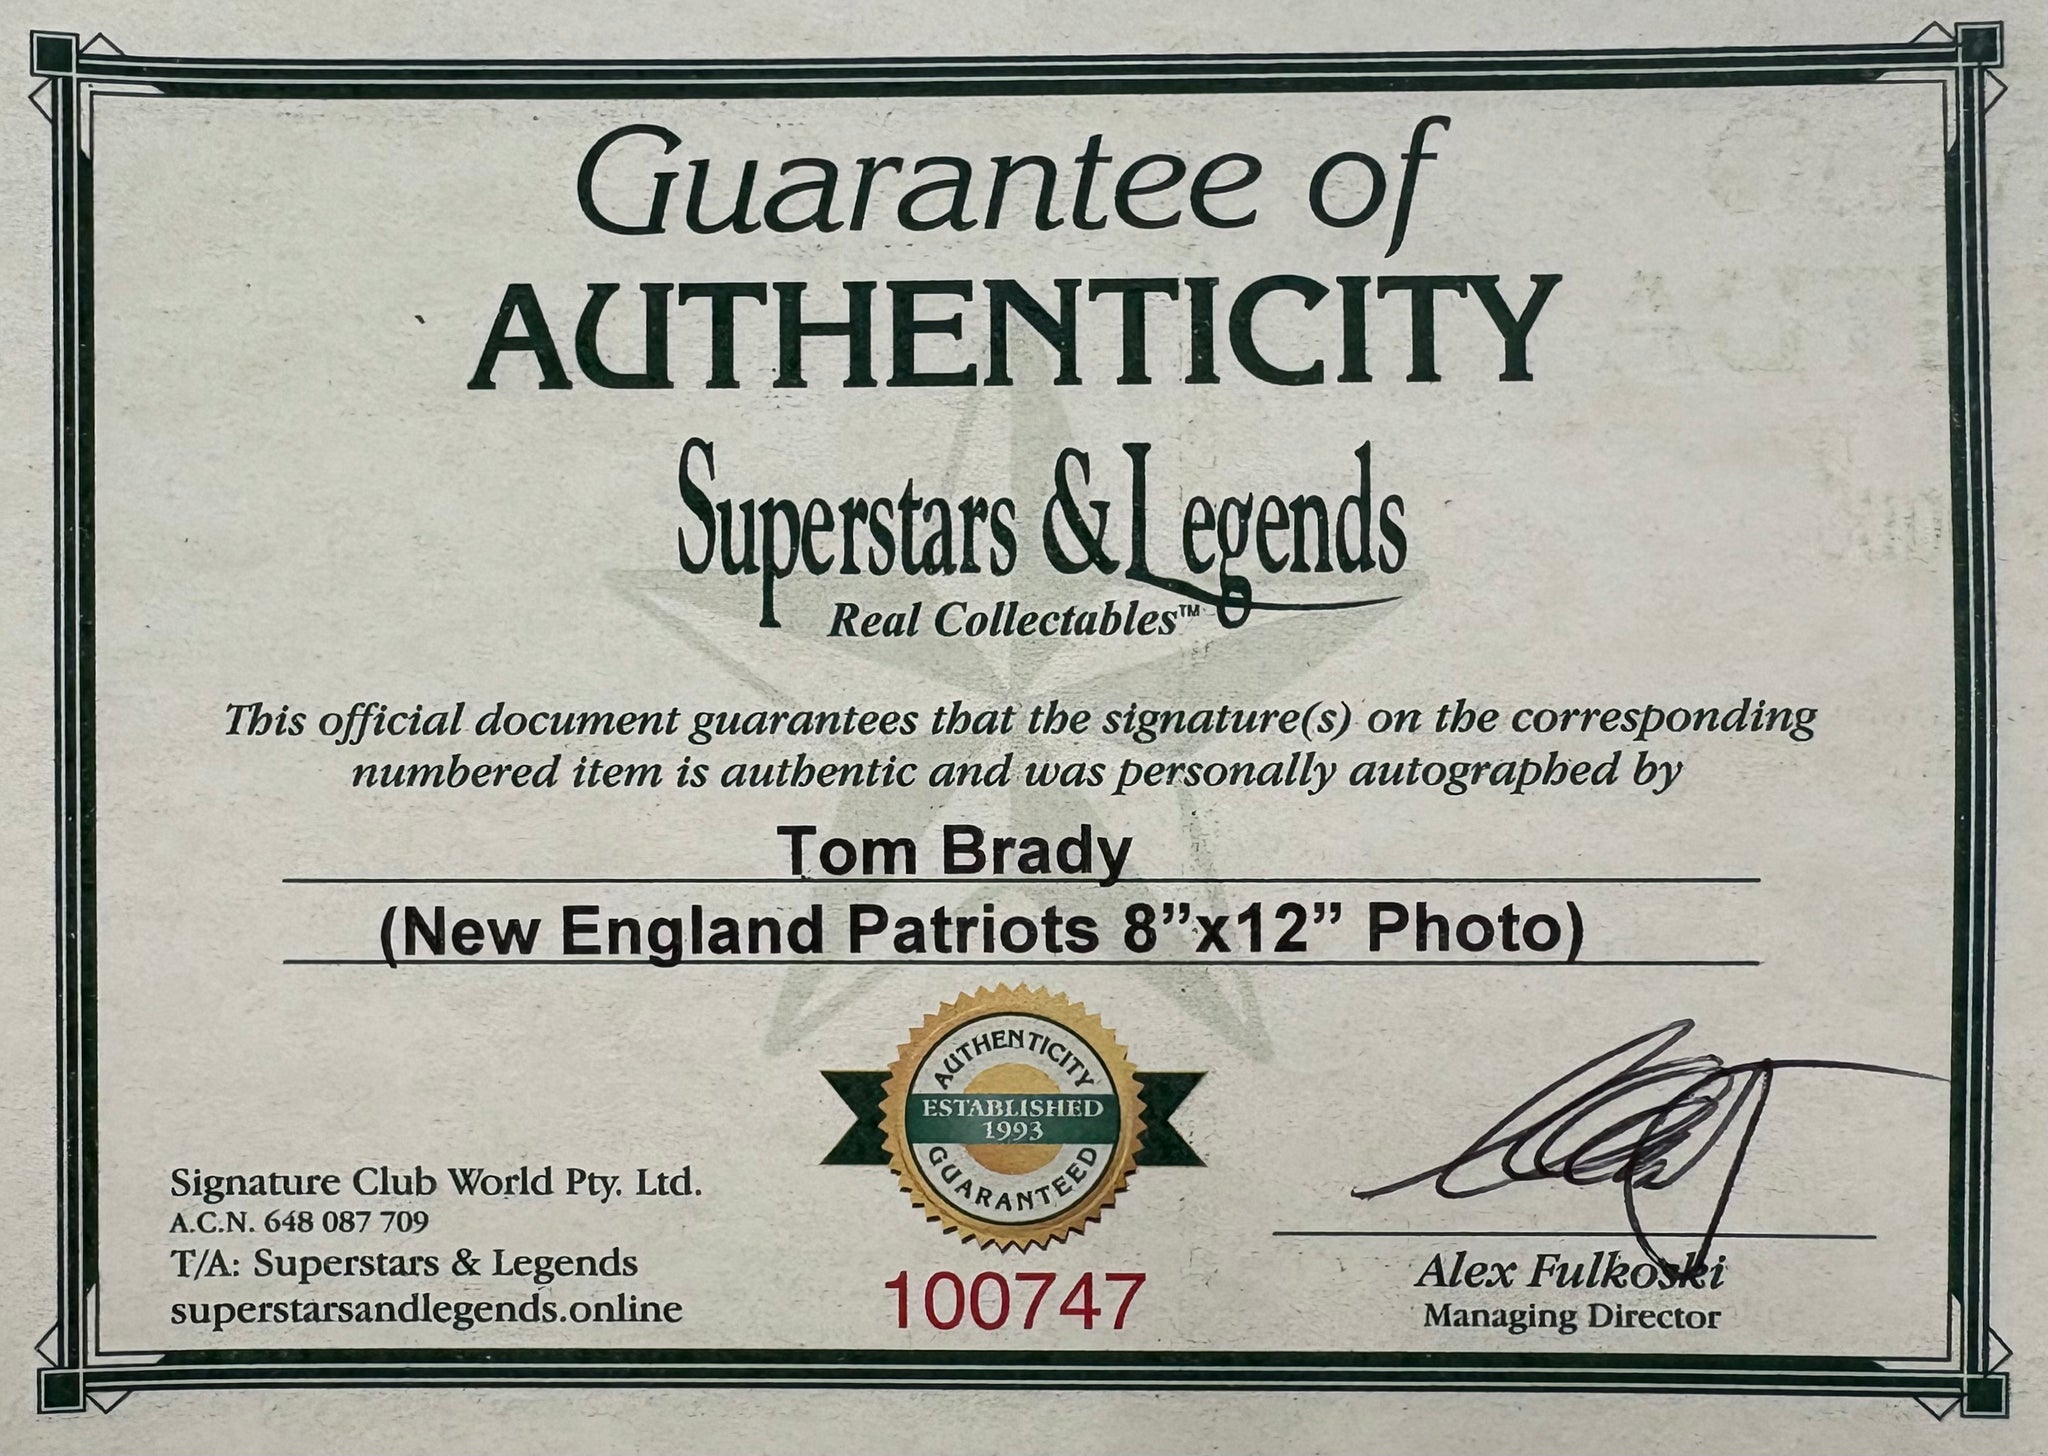 Guarantee of
AUTHENTICITY
Superstars & Legends
Real Collectables™
This official document guarantees that the signature(s) on the corresponding
numbered item is authentic and was personally autographed by
Tom Brady
(New England Patriots 8”x12” Photo)
AUTHENTICITY
ESTABLISHED
1993
GUARANTEED
Signature Club World Pty. Ltd.
A.C.N. 648 087 709
T/A: Superstars & Legends
superstarsandlegends.online
100747
Alex Fulkoski
Managing Director